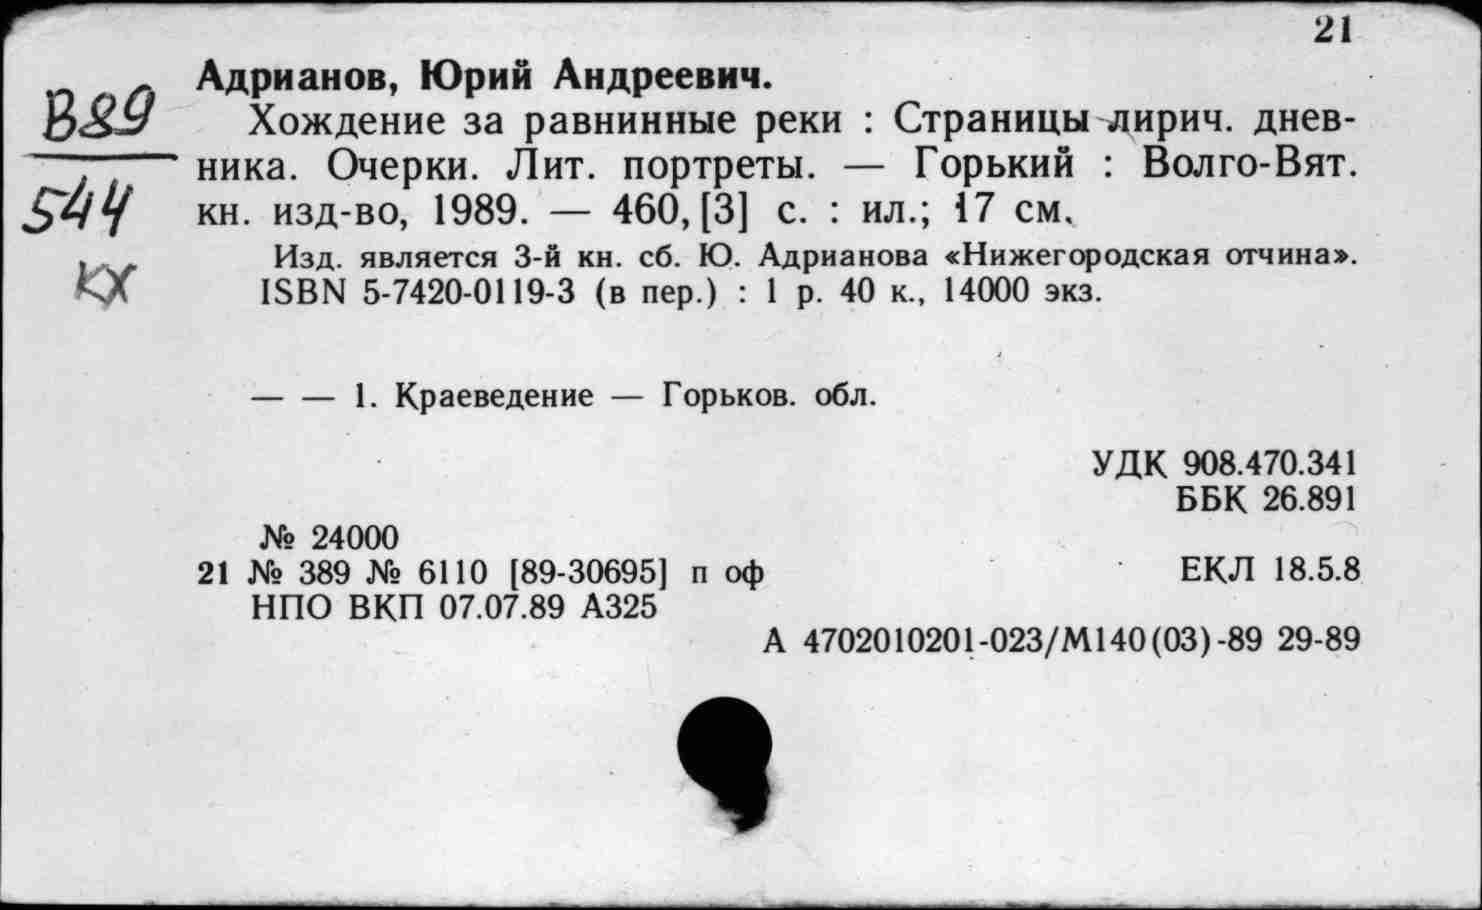 21
В89
544
кх
Адрианов, Юрий Андреевич.
Хождение за равнинные реки : Страницы лирич. днев-
ника. Очерки. Лит. портреты. — Горький : Волго-Вят.
кн. изд-во, 1989. — 460, [3] с. : ил.; 17 см.
Изд. является 3-й кн. сб. Ю. Адрианова «Нижегородская отчина».
ISBN 5-7420-0119-3 (в пер.) : 1 р. 40 к., 14000 экз.
— — 1. Краеведение — Горьков. обл.
УДК 908.470.341
ББК 26.891
№ 24000
21 № 389 № 6110 [89-30695] п оф
ЕКЛ 18.5.8
НПО ВКП 07.07.89 А325
А 4702010201-023/М140(03)-89 29-89